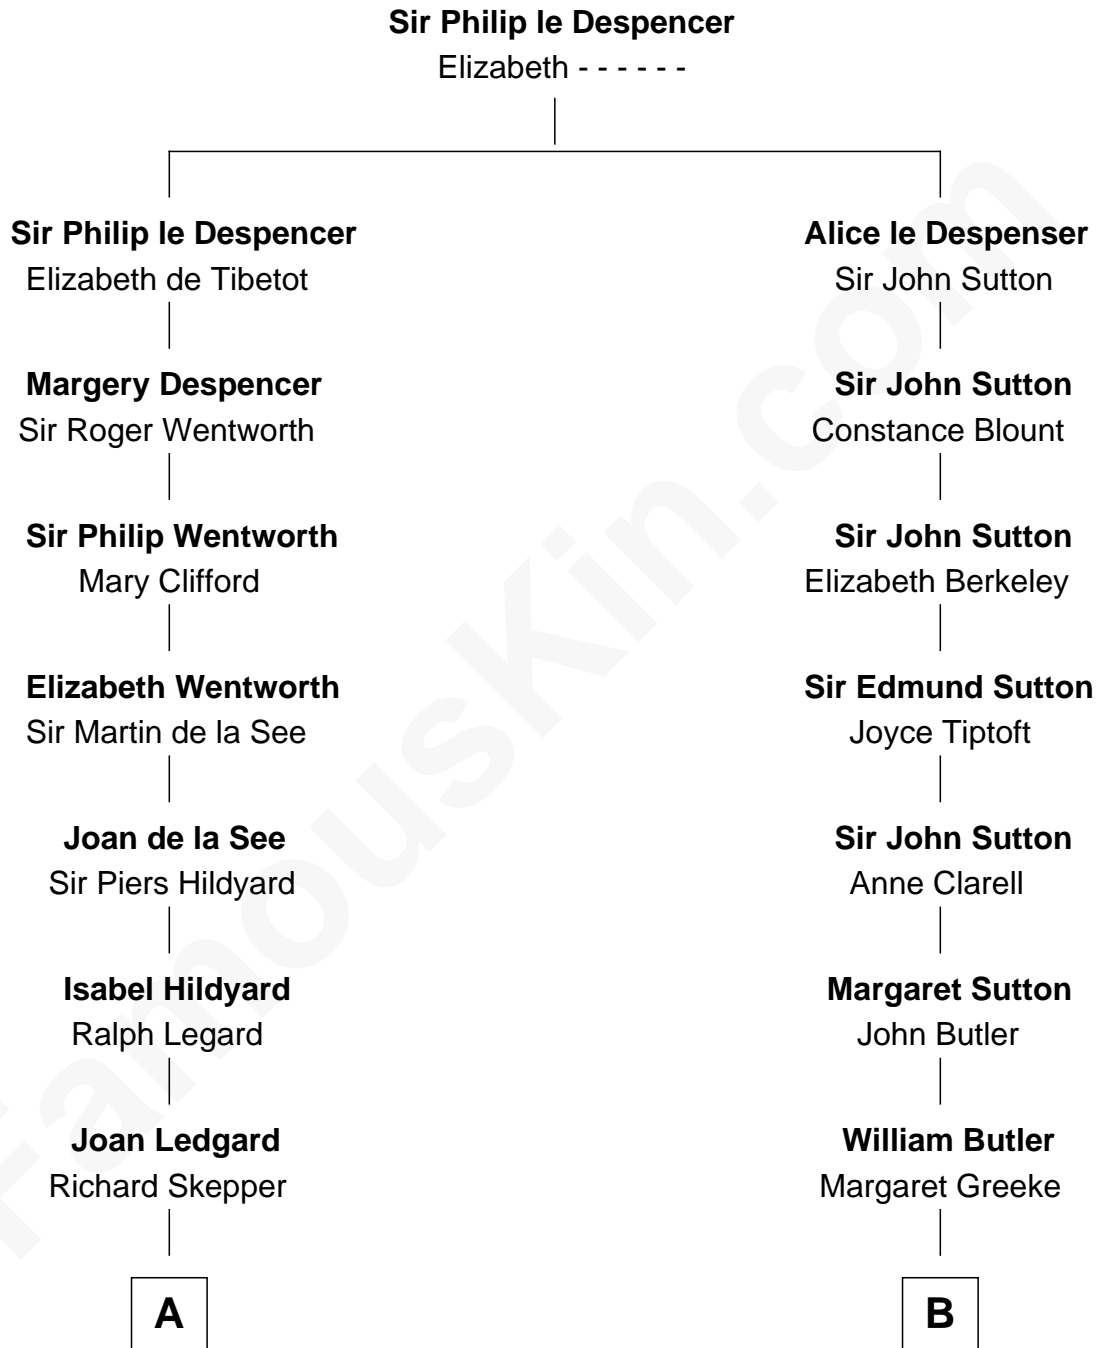 Sir Philip le Despencer
Elizabeth - - - - - -
Sir Philip le Despencer
Elizabeth de Tibetot
Alice le Despenser
Sir John Sutton
Margery Despencer
Sir Roger Wentworth
Sir John Sutton
Constance Blount
Sir Philip Wentworth
Mary Clifford
Sir John Sutton
Elizabeth Berkeley
Elizabeth Wentworth
Sir Martin de la See
Sir Edmund Sutton
Joyce Tiptoft
Joan de la See
Sir Piers Hildyard
Sir John Sutton
Anne Clarell
Isabel Hildyard
Ralph Legard
Margaret Sutton
John Butler
Joan Ledgard
Richard Skepper
William Butler
Margaret Greeke
A
B
FamousKin.com